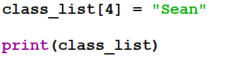 class_list[4] = "Sean"
print(class_list)